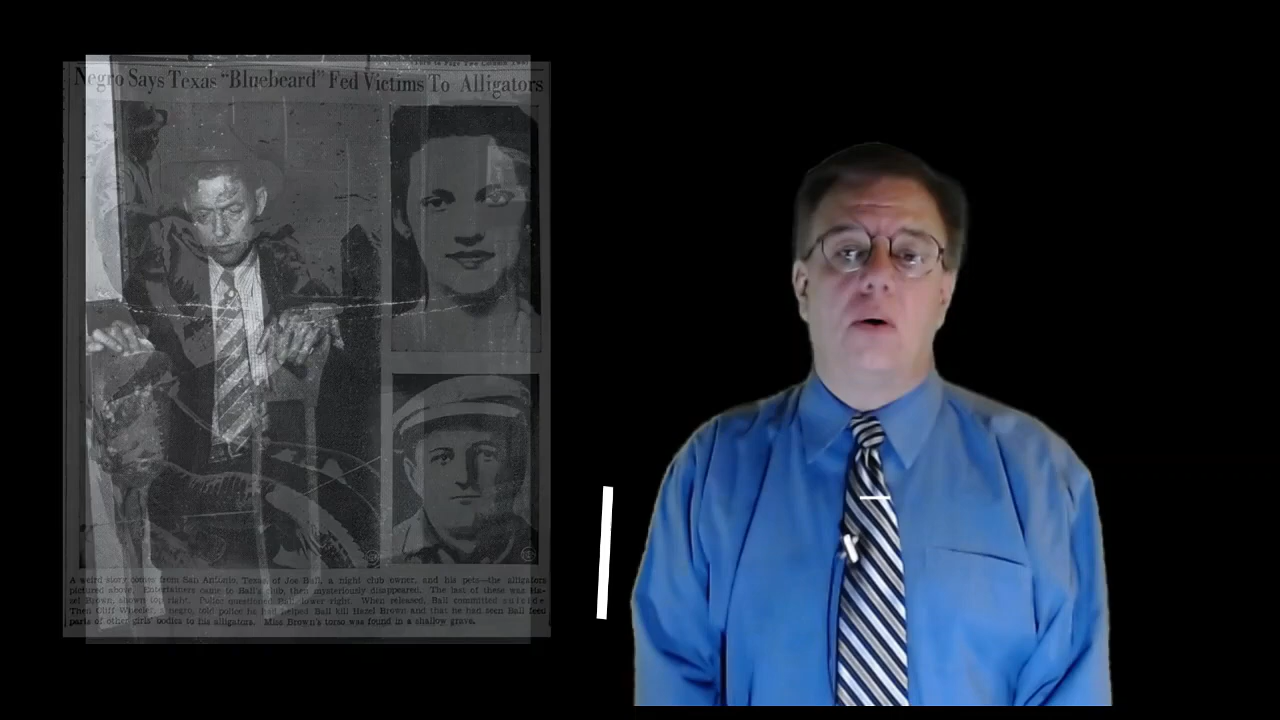 Negro Says Texas "Bluebeard" Fed Victims To Alligators
A weird story comes from San Antonio, Texas, of Joe Ball, a night club owner, and his pets—the alligators
pictured above. Entertainers came to Ball's club, then mysteriously disappeared. The last of these was Ha-
zel Brown, shown top right. Police questioned Ball, lower right. When released, Ball committed suicide.
Then Cliff Wheeler, a negro, told police he had helped Ball kill Hazel Brown and that he had seen Ball feed
parts of other girls' bodies to his alligators. Miss Brown's torso was found in a shallow grave.